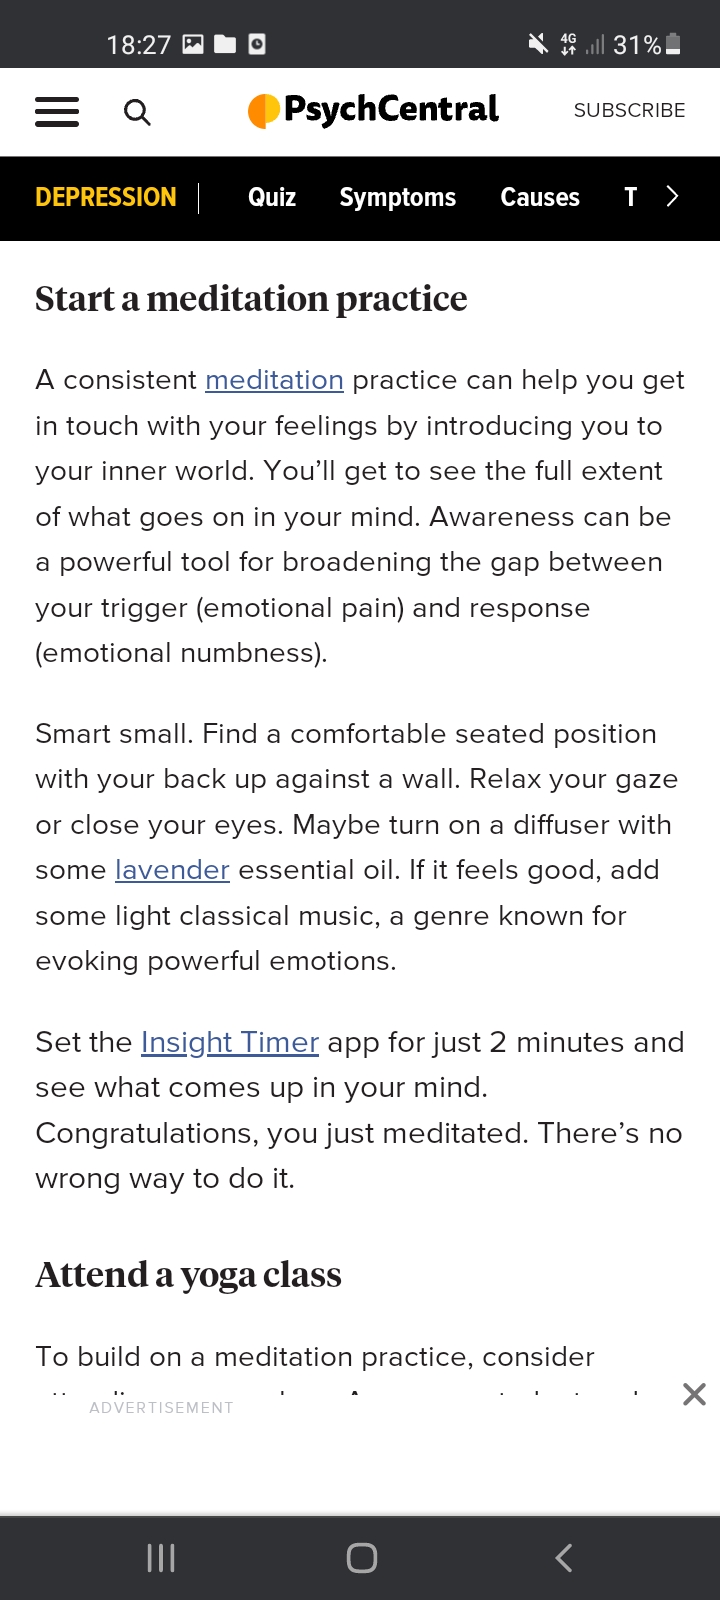 18:27
4G
31%
PsychCentral
SUBSCRIBE
DEPRESSION
Quiz
Symptoms
Causes
T
Start a meditation practice
A consistent meditation practice can help you get
in touch with your feelings by introducing you to
your inner world. You’ll get to see the full extent
of what goes on in your mind. Awareness can be
a powerful tool for broadening the gap between
your trigger (emotional pain) and response
(emotional numbness).
Smart small. Find a comfortable seated position
with your back up against a wall. Relax your gaze
or close your eyes. Maybe turn on a diffuser with
some lavender essential oil. If it feels good, add
some light classical music, a genre known for
evoking powerful emotions.
Set the Insight Timer app for just 2 minutes and
see what comes up in your mind.
Congratulations, you just meditated. There’s no
wrong way to do it.
Attend a yoga class
To build on a meditation practice, consider
ADVERTISEMENT